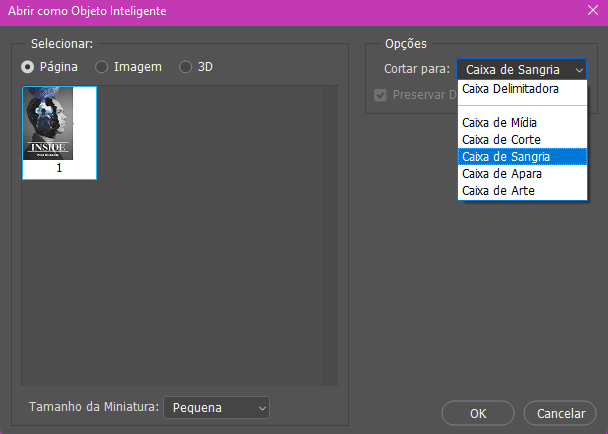 Abrir como Objeto Inteligente
Selecionar:
Página
Imagem
3D
INSIDE
1
Tamanho da Miniatura:
Pequena
Opções
Cortar para:
Caixa de Sangria
Preservar D
Caixa Delimitadora
Caixa de Mídia
Caixa de Corte
Caixa de Sangria
Caixa de Apara
Caixa de Arte
OK
Cancelar